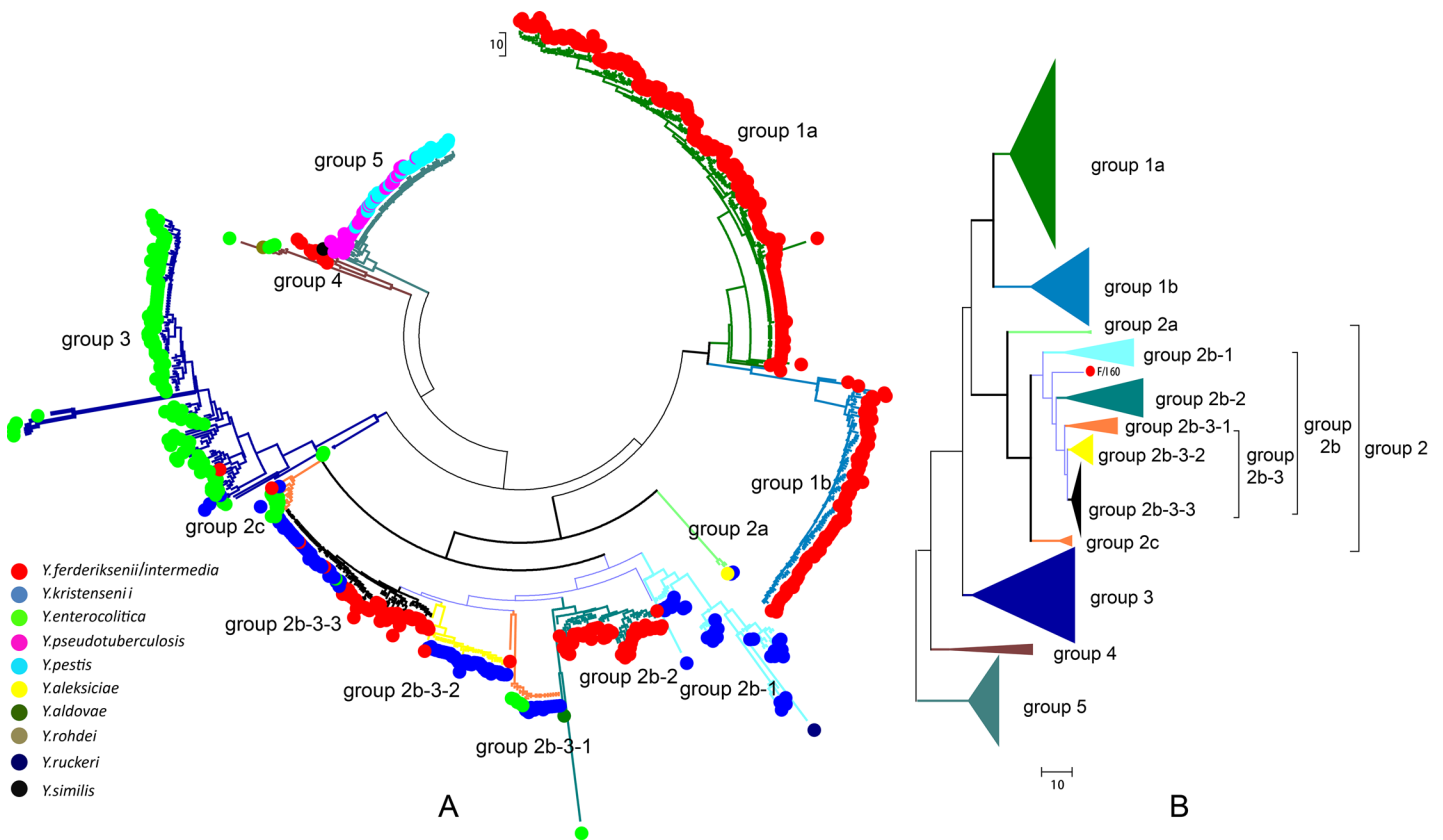 10
group 1a
group 5
group 4
group 3
group 1b
group 2a
group 2c
group 2b-3-3
group 2b-3-2
group 2b-3-1
group 2b-2
group 2b-1
Y.ferderiksenii/intermedia
Y.kristensenii
Y.enterocolitica
Y.pseudotuberculosis
Y.pestis
Y.aleksiciae
Y.aldovae
Y.rohdei
Y.ruckeri
Y.similis
A
group 1a
group 1b
group 2a
group 2b-1
F/I60
group 2b-2
group 2b-3-1
group 2b-3-2
group 2b-3-3
group 2c
group
2b-3
group
2b
group 2
group 3
group 4
group 5
10
B